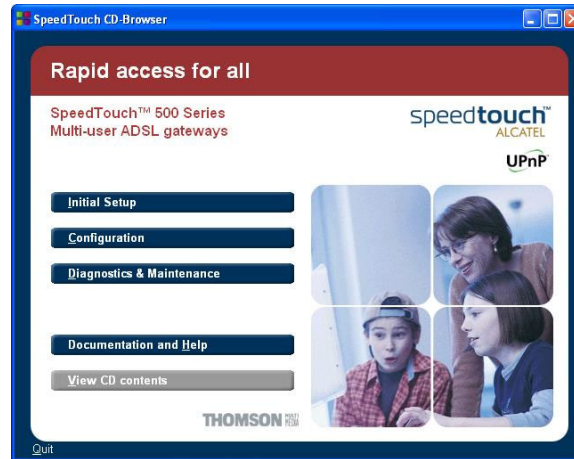 SpeedTouch CD-Browser
Rapid access for all
SpeedTouch™ 500 Series
Multi-user ADSL gateways
speedtouch™
ALCATEL
UPnP
Initial Setup
Configuration
Diagnostics & Maintenance
Documentation and Help
View CD contents
THOMSON
Quit